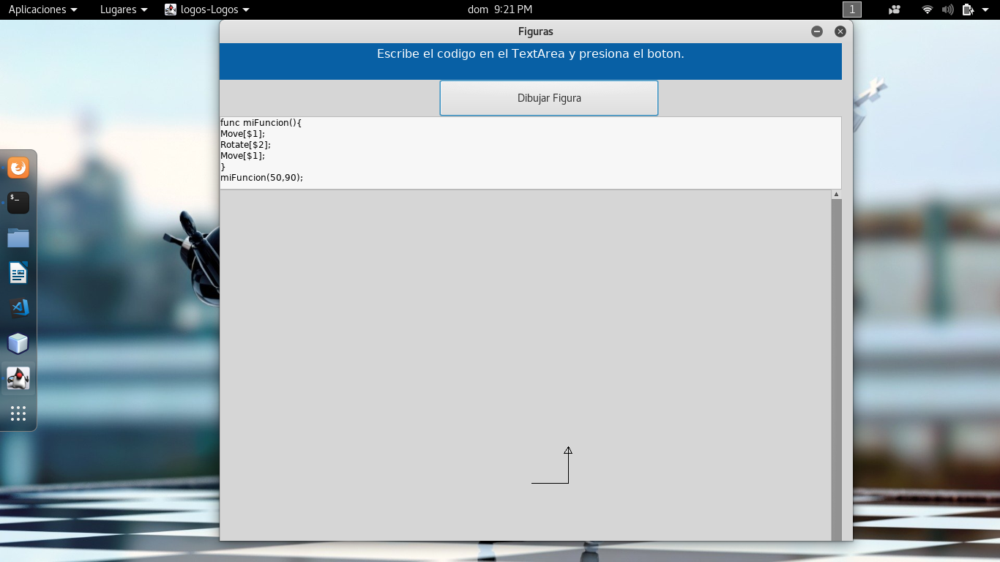 Aplicaciones Lugares logos-Logos dom 9:21 PM 1
Figuras
Escribe el codigo en el TextArea y presiona el boton.
Dibujar Figura
func miFuncion(){
Move[$1];
Rotate[$2];
Move[$1];
}
miFuncion(50,90);
$_